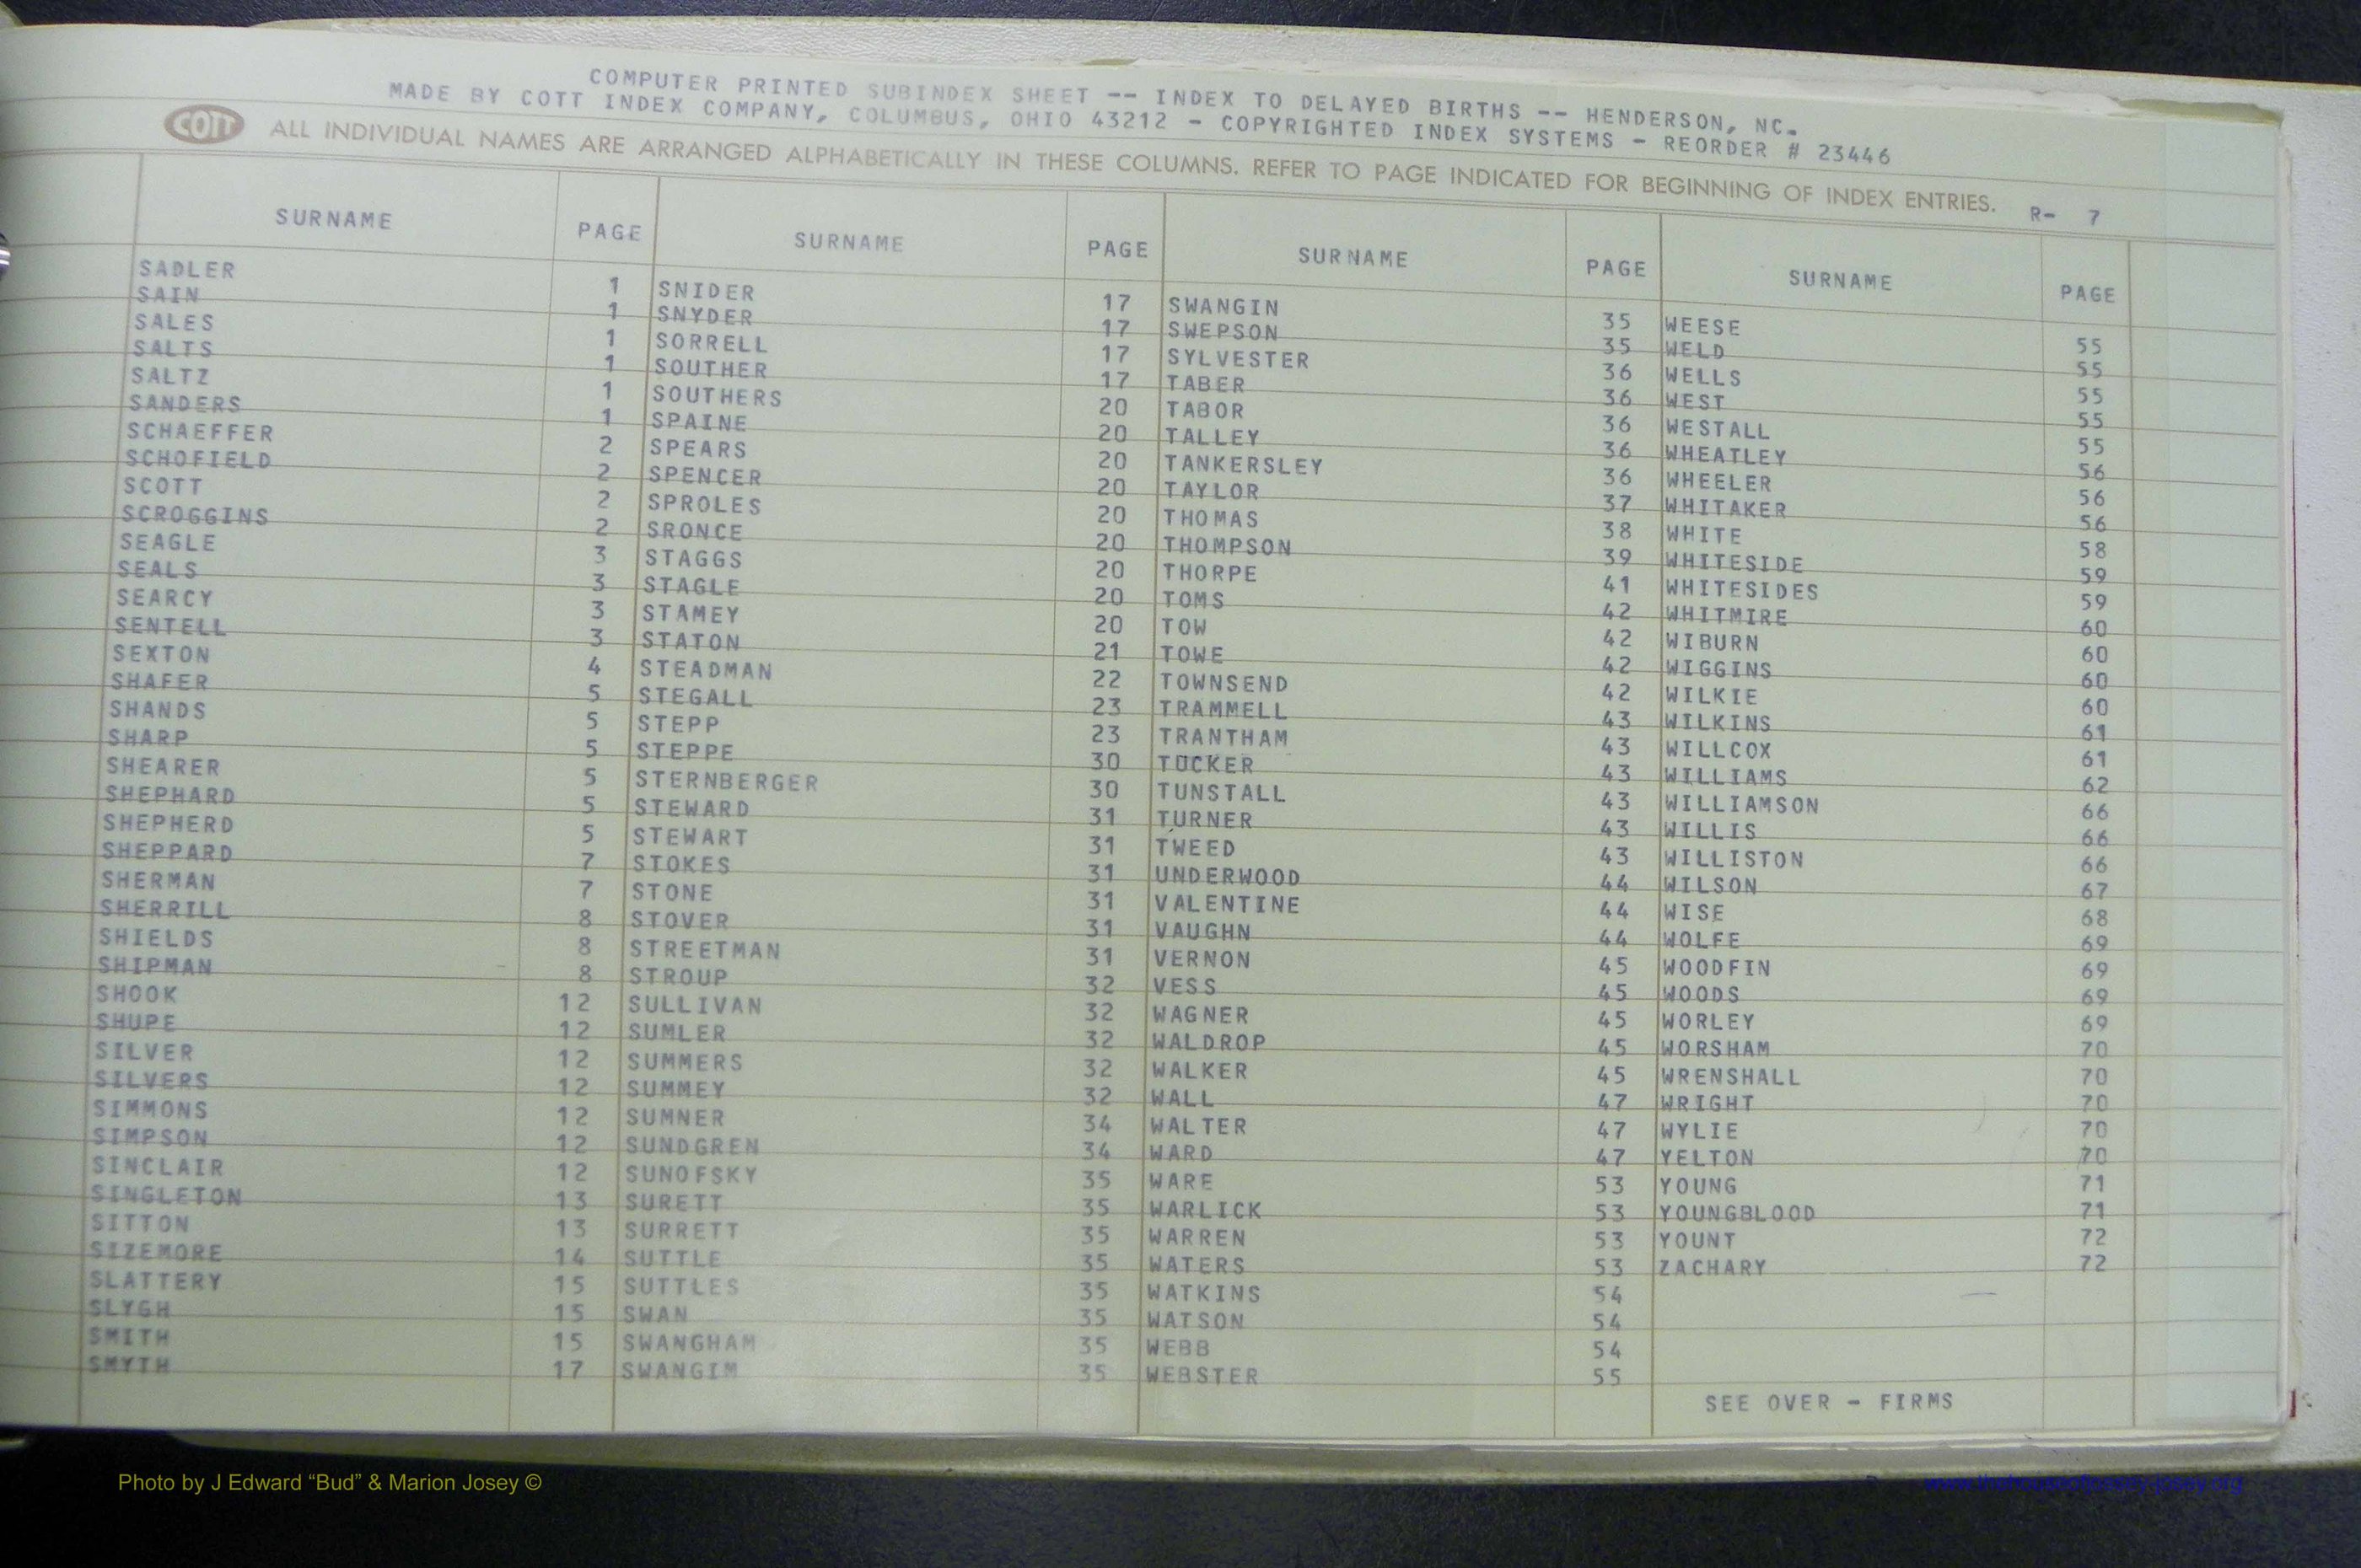 COMPUTER PRINTED SUBINDEX SHEET -- INDEX TO DELAYED BIRTHS -- HENDERSON, NC.
MADE BY COTT INDEX COMPANY, COLUMBUS, OHIO 43212 - COPYRIGHTED INDEX SYSTEMS - REORDER # 23446
COTT ALL INDIVIDUAL NAMES ARE ARRANGED ALPHABETICALLY IN THESE COLUMNS. REFER TO PAGE INDICATED FOR BEGINNING OF INDEX ENTRIES. R- 7
SURNAME PAGE SURNAME PAGE SURNAME PAGE SURNAME PAGE
SADLER 1 SNIDER 17 SWANGIN 35 WEESE 55
SAIN 1 SNYDER 17 SWEPSON 35 WELD 55
SALES 1 SORRELL 17 SYLVESTER 36 WELLS 55
SALTS 1 SOUTHER 17 TABER 36 WEST 55
SALTZ 1 SOUTHERS 20 TABOR 36 WESTALL 55
SANDERS 1 SPAINE 20 TALLEY 36 WHEATLEY 56
SCHAEFFER 2 SPEARS 20 TANKERSLEY 36 WHEELER 56
SCHOFIELD 2 SPENCER 20 TAYLOR 37 WHITAKER 56
SCOTT 2 SPROLES 20 THOMAS 38 WHITE 58
SCROGGINS 2 SRONCE 20 THOMPSON 39 WHITESIDE 59
SEAGLE 3 STAGGS 20 THORPE 41 WHITESIDES 59
SEALS 3 STAGLE 20 TOMS 42 WHITMIRE 60
SEARCY 3 STAMEY 20 TOW 42 WIBURN 60
SENTELL 3 STATON 21 TOWE 42 WIGGINS 60
SEXTON 4 STEADMAN 22 TOWNSEND 42 WILKIE 60
SHAFER 5 STEGALL 23 TRAMMELL 43 WILKINS 61
SHANDS 5 STEPP 23 TRANTHAM 43 WILLCOX 61
SHARP 5 STEPPE 30 TUCKER 43 WILLIAMS 62
SHEARER 5 STERNBERGER 30 TUNSTALL 43 WILLIAMSON 66
SHEPHARD 5 STEWARD 31 TURNER 43 WILLIS 66
SHEPHERD 5 STEWART 31 TWEED 43 WILLISTON 66
SHEPPARD 7 STOKES 31 UNDERWOOD 44 WILSON 67
SHERMAN 7 STONE 31 VALENTINE 44 WISE 68
SHERRILL 8 STOVER 31 VAUGHN 44 WOLFE 69
SHIELDS 8 STREETMAN 31 VERNON 45 WOODFIN 69
SHIPMAN 8 STROUP 32 VESS 45 WOODS 69
SHOOK 12 SULLIVAN 32 WAGNER 45 WORLEY 69
SHUPE 12 SUMLER 32 WALDROP 45 WORSHAM 70
SILVER 12 SUMMERS 32 WALKER 45 WRENSHALL 70
SILVERS 12 SUMMEY 32 WALL 47 WRIGHT 70
SIMMONS 12 SUMNER 34 WALTER 47 WYLIE 70
SIMPSON 12 SUNDGREN 34 WARD 47 YELTON 70
SINCLAIR 12 SUNOFSKY 35 WARE 53 YOUNG 71
SINGLETON 13 SURETT 35 WARLICK 53 YOUNGBLOOD 71
SITTON 13 SURRETT 35 WARREN 53 YOUNT 72
SIZEMORE 14 SUTTLE 35 WATERS 53 ZACHARY 72
SLATTERY 15 SUTTLES 35 WATKINS 54
SLYGH 15 SWAN 35 WATSON 54
SMITH 15 SWANGHAM 35 WEBB 54
SMYTH 17 SWANGIM 35 WEBSTER 55
SEE OVER - FIRMS
Photo by J Edward “Bud” & Marion Josey ©